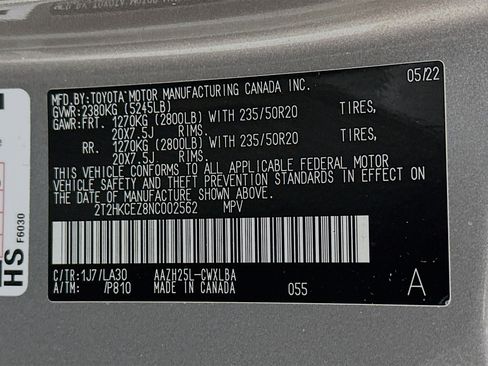 MFD.BY:TOYOTA MOTOR MANUFACTURING CANADA INC. 05/22
GVWR:2380KG (5245LB)
GAWR:FRT. 1270KG (2800LB) WITH 235/50R20 TIRES,
20X7.5J RIMS.
RR. 1270KG (2800LB) WITH 235/50R20 TIRES,
20X7.5J RIMS.
THIS VEHICLE CONFORMS TO ALL APPLICABLE FEDERAL MOTOR
VEHICLE SAFETY AND THEFT PREVENTION STANDARDS IN EFFECT ON
THE DATE OF MANUFACTURE SHOWN ABOVE.
2T2HKCEZ8NC002562 MPV
C/TR:1J7/LA30 AAZH25L-CWXLBA
A/TM: /P810 MADE IN CANADA 055 A
HS F6030